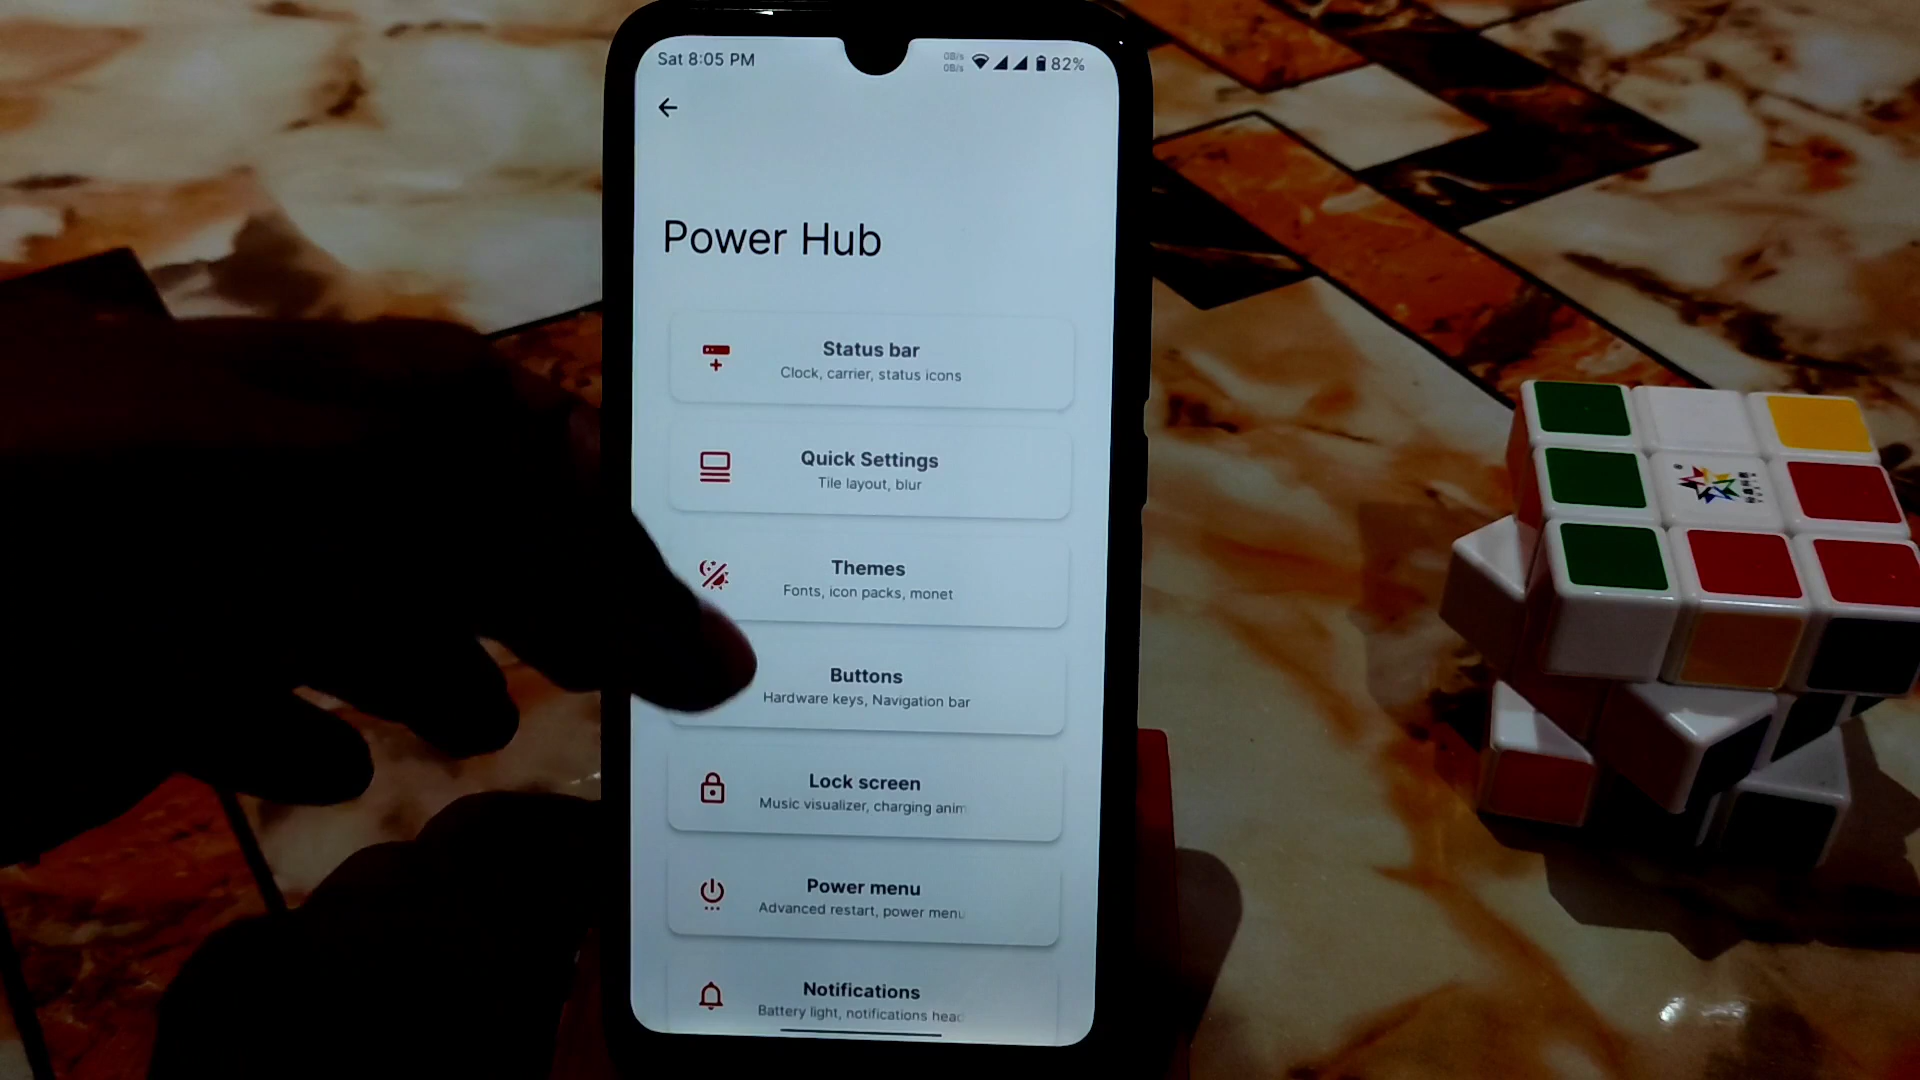 Sat 8:05 PM
0B/s
0B/s
82%
Power Hub
Status bar
Clock, carrier, status icons
Quick Settings
Tile layout, blur
Themes
Fonts, icon packs, monet
Buttons
Hardware keys, Navigation bar
Lock screen
Music visualizer, charging anim
Power menu
Advanced restart, power menu
Notifications
Battery light, notifications head